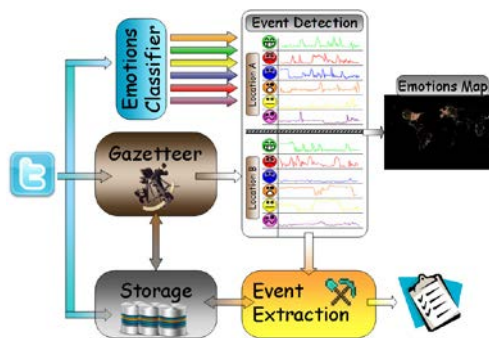 Event Detection
Emotions
Classifier
Location A
Emotions Map
Gazetteer
Location B
Storage
Event
Extraction